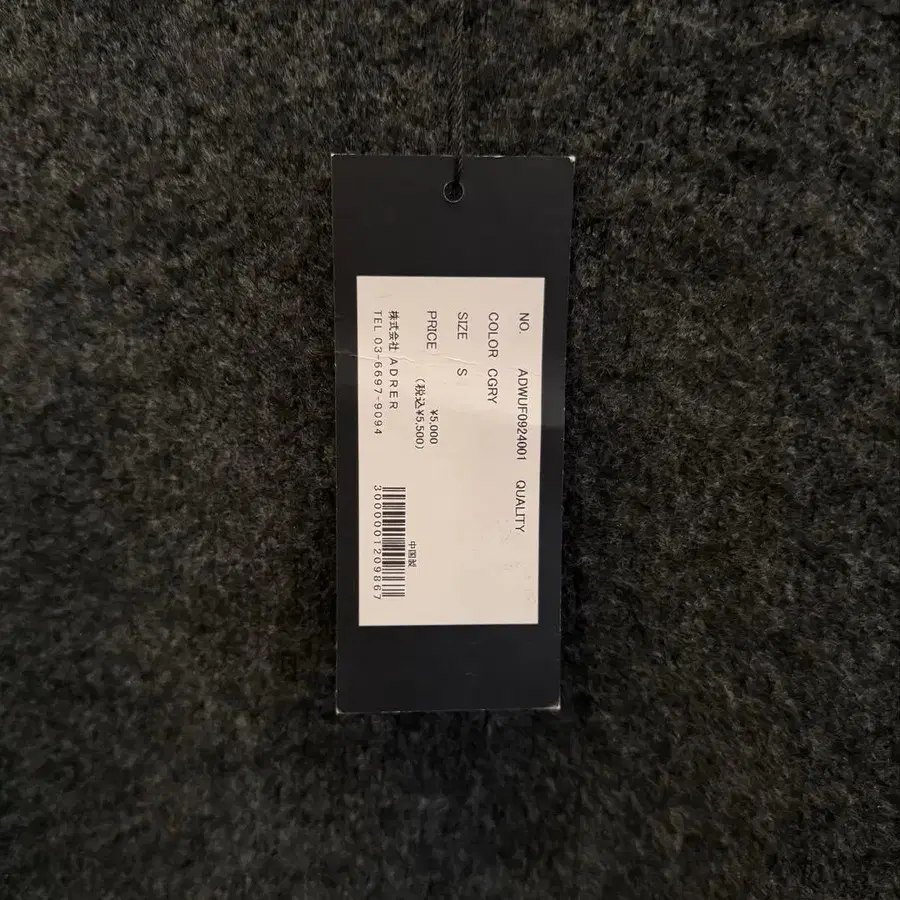 NO. ADWUF0924001 QUALITY
COLOR CGRY
SIZE S
PRICE ¥5,000
(税込¥5,500)
中国製
株式会社 ADRER
TEL 03-6697-9094
3000001209867